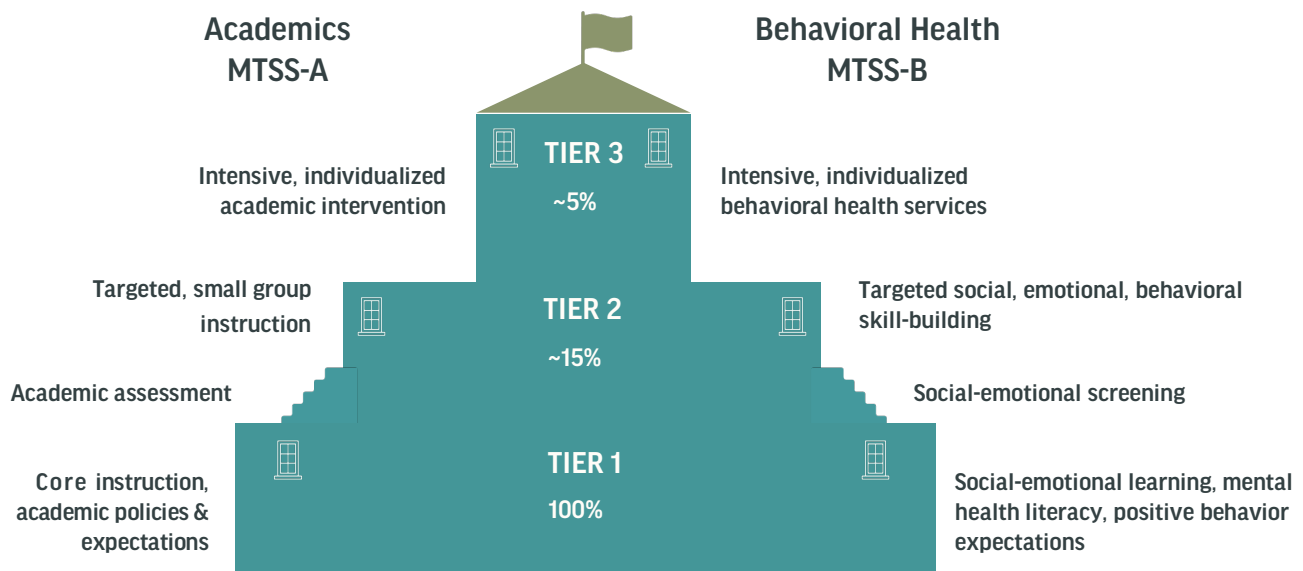 Academics
MTSS-A
Behavioral Health
MTSS-B
TIER 3
~5%
Intensive, individualized
academic intervention
Intensive, individualized
behavioral health services
TIER 2
~15%
Targeted, small group
instruction
Targeted social, emotional, behavioral
skill-building
Academic assessment
Social-emotional screening
TIER 1
100%
Core instruction,
academic policies &
expectations
Social-emotional learning, mental
health literacy, positive behavior
expectations